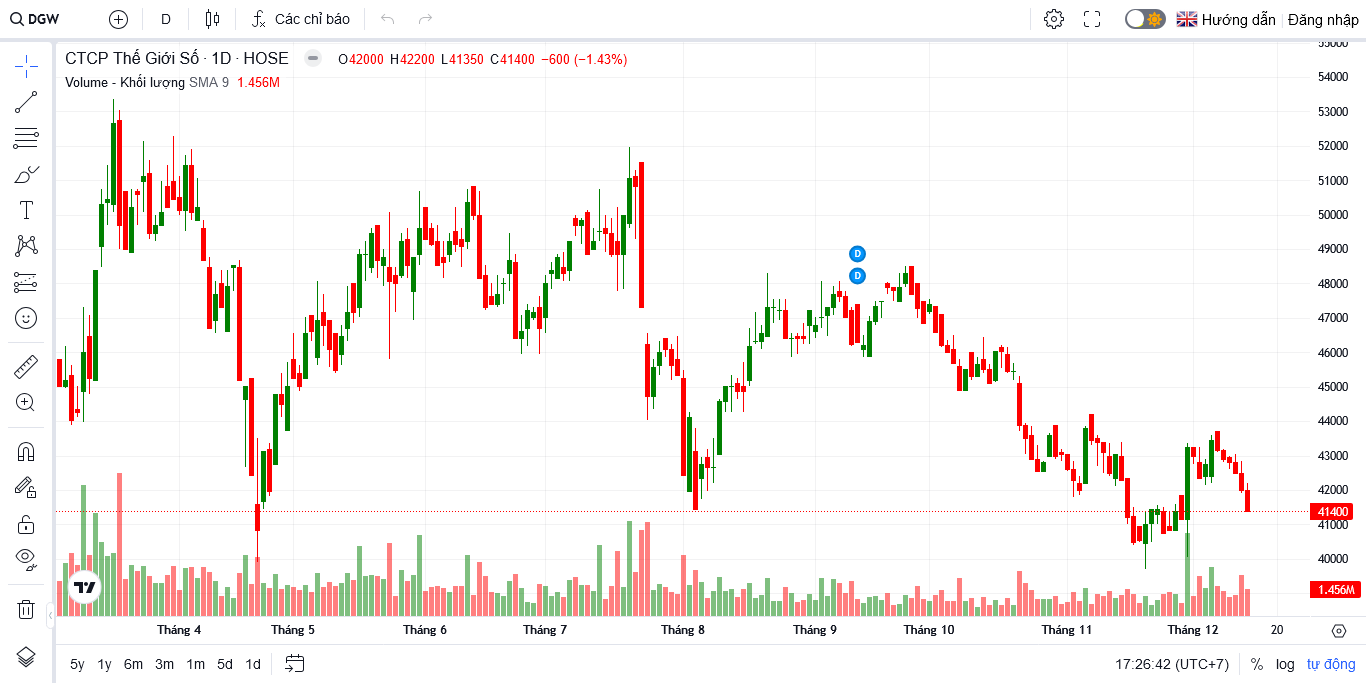 DGW D Các chỉ báo Hướng dẫn Đăng nhập
CTCP Thế Giới Số · 1D · HOSE O42000 H42200 L41350 C41400 −600 (−1.43%)
Volume - Khối lượng SMA 9 1.456M
55000
54000
53000
52000
51000
50000
49000
D
D
48000
47000
46000
45000
44000
43000
42000
41400
41000
40000
1.456M
Tháng 4 Tháng 5 Tháng 6 Tháng 7 Tháng 8 Tháng 9 Tháng 10 Tháng 11 Tháng 12 20
5y 1y 6m 3m 1m 5d 1d 17:26:42 (UTC+7) % log tự động